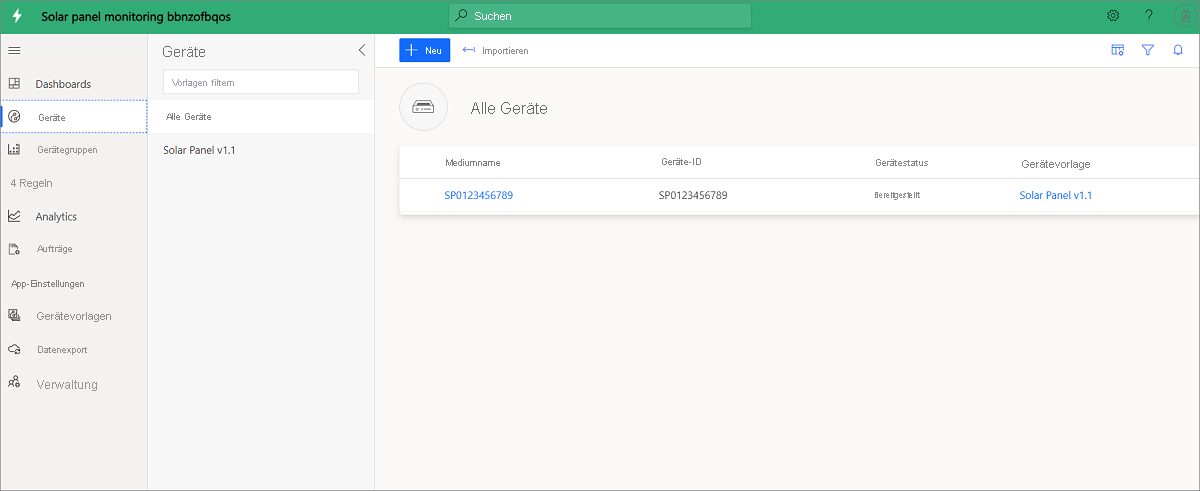 Solar panel monitoring bbnzofbqos
Suchen
?
Dashboards
Geräte
Gerätegruppen
4 Regeln
Analytics
Aufträge
App-Einstellungen
Gerätevorlagen
Datenexport
Verwaltung
Geräte
Vorlagen filtern
Alle Geräte
Solar Panel v1.1
Neu
Importieren
Alle Geräte
Mediumname Geräte-ID Gerätestatus Gerätevorlage
SP0123456789 SP0123456789 Bereitgestellt Solar Panel v1.1